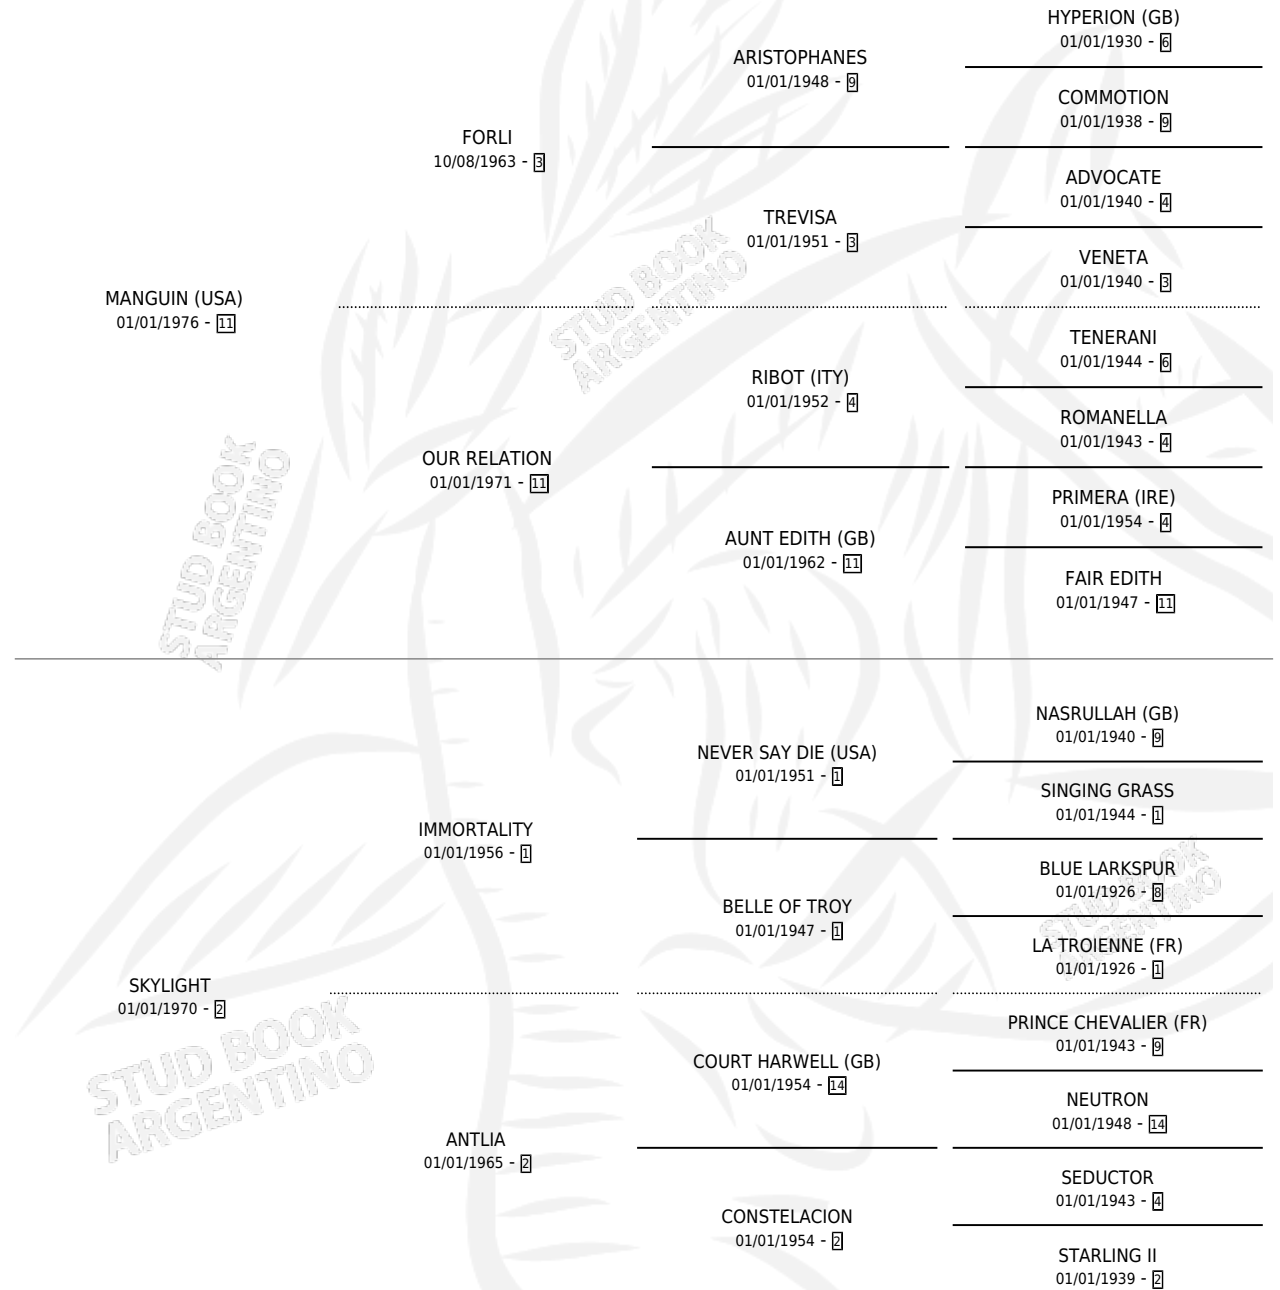 HYPERION (GB)
01/01/1930 - 6
ARISTOPHANES
01/01/1948 - 9
COMMOTION
01/01/1938 - 9
FORLI
10/08/1963 - 3
ADVOCATE
01/01/1940 - 4
TREVISA
01/01/1951 - 3
VENETA
01/01/1940 - 3
MANGUIN (USA)
01/01/1976 - 11
TENERANI
01/01/1944 - 6
RIBOT (ITY)
01/01/1952 - 4
ROMANELLA
01/01/1943 - 4
OUR RELATION
01/01/1971 - 11
PRIMERA (IRE)
01/01/1954 - 4
AUNT EDITH (GB)
01/01/1962 - 11
FAIR EDITH
01/01/1947 - 11
NASRULLAH (GB)
01/01/1940 - 9
NEVER SAY DIE (USA)
01/01/1951 - 1
SINGING GRASS
01/01/1944 - 1
IMMORTALITY
01/01/1956 - 1
BLUE LARKSPUR
01/01/1926 - 8
BELLE OF TROY
01/01/1947 - 1
LA TROIENNE (FR)
01/01/1926 - 1
SKYLIGHT
01/01/1970 - 2
PRINCE CHEVALIER (FR)
01/01/1943 - 9
COURT HARWELL (GB)
01/01/1954 - 14
NEUTRON
01/01/1948 - 14
ANTLIA
01/01/1965 - 2
SEDUCTOR
01/01/1943 - 4
CONSTELACION
01/01/1954 - 2
STARLING II
01/01/1939 - 2
STUD BOOK
ARGENTINO
STUD BOOK
ARGENTINO
STUD BOOK
ARGENTINO
STUD BOOK
ARGENTINO